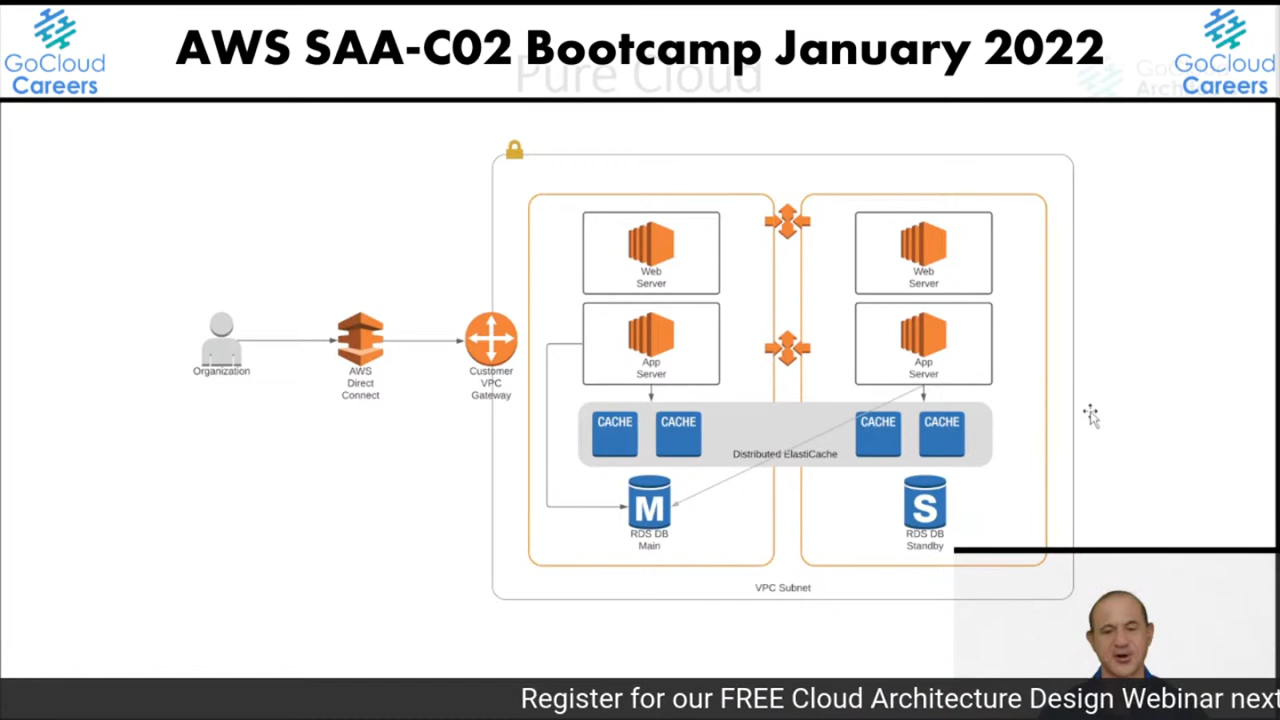 GoCloud
Careers
AWS SAA-C02 Bootcamp January 2022
GoCloud
Careers
Pure Cloud
Web
Server
Web
Server
App
Server
App
Server
Organization
AWS
Direct
Connect
Customer
VPC
Gateway
CACHE
CACHE
CACHE
CACHE
Distributed ElastiCache
M
S
RDS DB
Main
RDS DB
Standby
VPC Subnet
Register for our FREE Cloud Architecture Design Webinar next